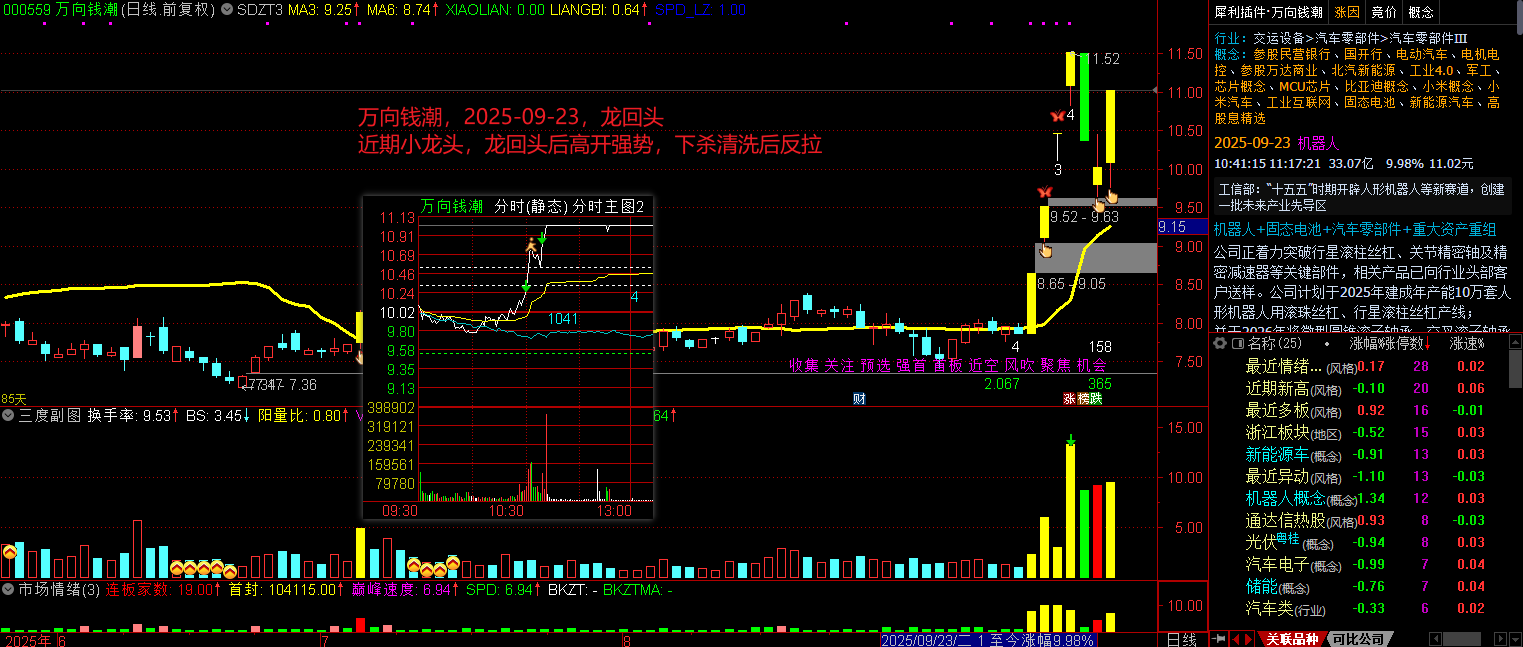 000559 万向钱潮(日线.前复权) SDZT3 MA3: 9.25↑ MA6: 8.74↑ XIAOLIAN: 0.00 LIANGBI: 0.64↑ SPD_LZ 1.00
万向钱潮，2025-09-23，龙回头
近期小龙头，龙回头后高开强势，下杀清洗后反拉
11.52
4
3
9.52 - 9.63
8.65 - 9.05
4
158
收集 关注 预选 强首 首板 近空 风吹 聚焦 机会
2.067
365
财
涨 榜 跌
7.36
85天
11.50
11.00
10.50
10.00
9.50
9.15
9.00
8.50
8.00
7.50
万向钱潮 分时(静态) 分时主图2
11.13
10.91
10.69
10.46
10.24
10.02
9.80
9.58
9.35
9.13
4
1041
398902
319121
239341
159561
79780
09:30
10:30
13:00
三度副图 换手率: 9.53↑ BS: 3.45↓ 阳量比: 0.80↑
64↑
15.00
10.00
5.00
市场情绪(3) 连板家数: 19.00↑ 首封: 104115.00↑ 巅峰速度: 6.94↑ SPD: 6.94↑ BKZT: - BKZTMA: -
10.00
2025年 6
7
8
2025/09/23/二 1 至今涨幅9.98%
日线
犀利插件·万向钱潮 涨因 竞价 概念
行业: 交运设备>汽车零部件>汽车零部件III
概念: 参股民营银行、国开行、电动汽车、电机电
控、参股万达商业、北汽新能源、工业4.0、军工、
芯片概念、MCU芯片、比亚迪概念、小米概念、小
米汽车、工业互联网、固态电池、新能源汽车、高
股息精选
2025-09-23 机器人
10:41:15 11:17:21 33.07亿 9.98% 11.02元
工信部:“十五五”时期开辟人形机器人等新赛道，创建
一批未来产业先导区
机器人+固态电池+汽车零部件+重大资产重组
公司正着力突破行星滚柱丝杠、关节精密轴及精
密减速器等关键部件，相关产品已向行业头部客
户送样。公司计划于2025年建成年产能10万套人
形机器人用滚珠丝杠、行星滚柱丝杠产线；
名称(25) • 涨幅% 涨停数↓ 涨速%
最近情绪... (风格) 0.17 28 0.02
近期新高(风格) -0.10 20 0.06
最近多板(风格) 0.92 16 -0.01
浙江板块(地区) -0.52 15 0.03
新能源车(概念) -0.91 13 0.03
最近异动(风格) -1.10 13 -0.03
机器人概念(概念) -1.34 12 0.03
通达信热股(风格) 0.93 8 -0.03
光伏粤桂(概念) -0.94 8 0.03
汽车电子(概念) -0.99 7 0.04
储能(概念) -0.76 7 0.04
汽车类(行业) -0.33 6 0.02
关联品种 可比公司